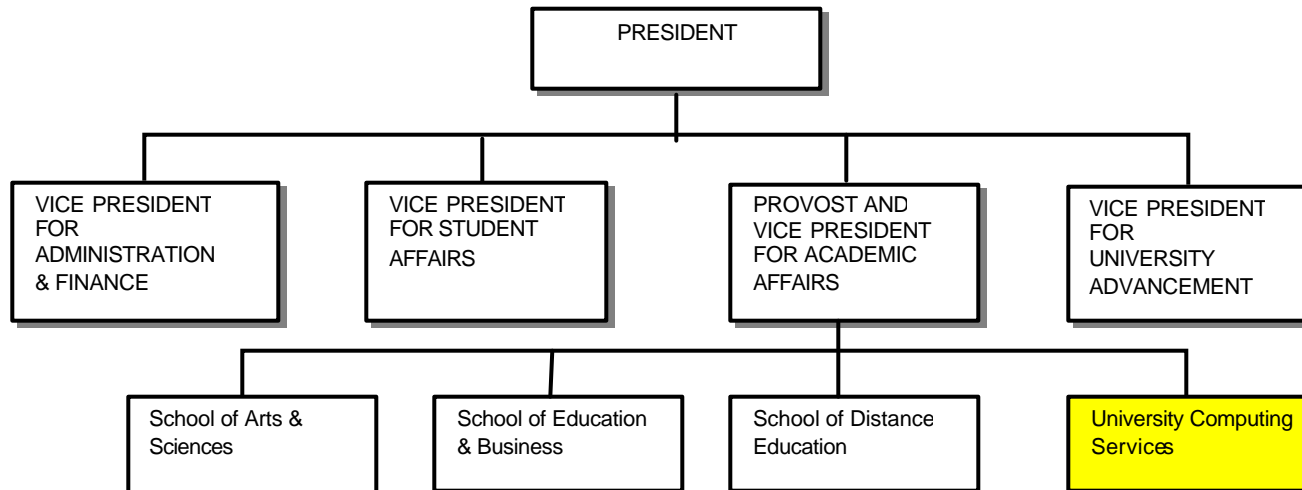 PRESIDENT
VICE PRESIDENT
FOR
ADMINISTRATION
& FINANCE
VICE PRESIDENT
FOR STUDENT
AFFAIRS
PROVOST AND
VICE PRESIDENT
FOR ACADEMIC
AFFAIRS
VICE PRESIDENT
FOR
UNIVERSITY
ADVANCEMENT
School of Arts &
Sciences
School of Education
& Business
School of Distance
Education
University Computing
Services